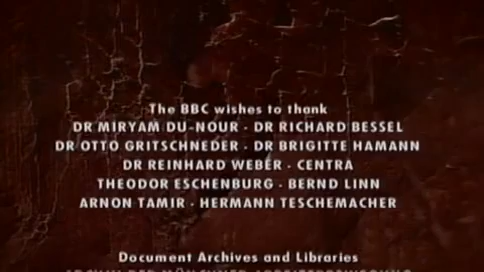 The BBC wishes to thank
DR MIRYAM DU-NOUR · DR RICHARD BESSEL
DR OTTO GRITSCHNEDER · DR BRIGITTE HAMANN
DR REINHARD WEBER · CENTRA
THEODOR ESCHENBURG · BERND LINN
ARNON TAMIR · HERMANN TESCHEMACHER
Document Archives and Libraries